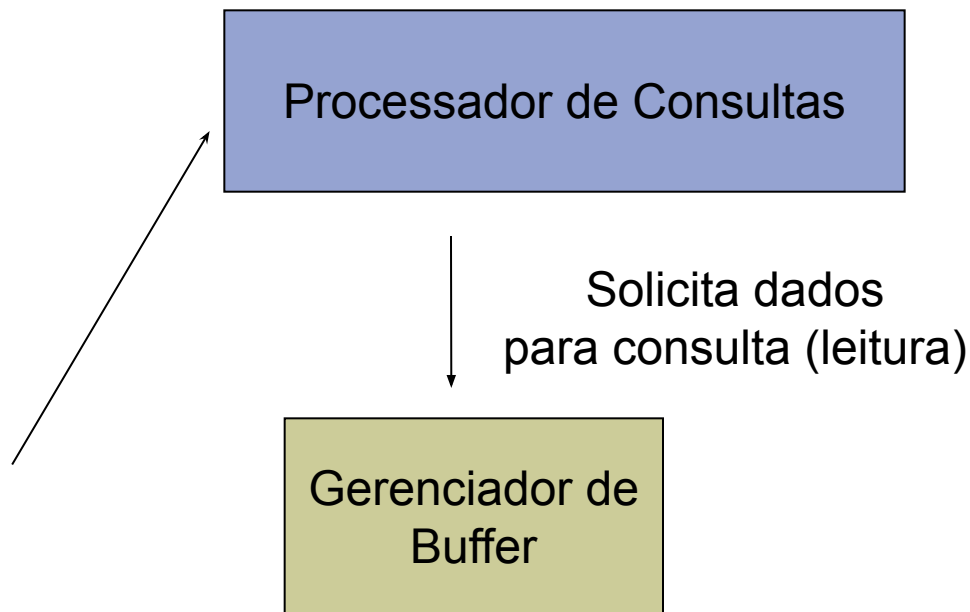 Processador de Consultas
Solicita dados
para consulta (leitura)
Gerenciador de
Buffer